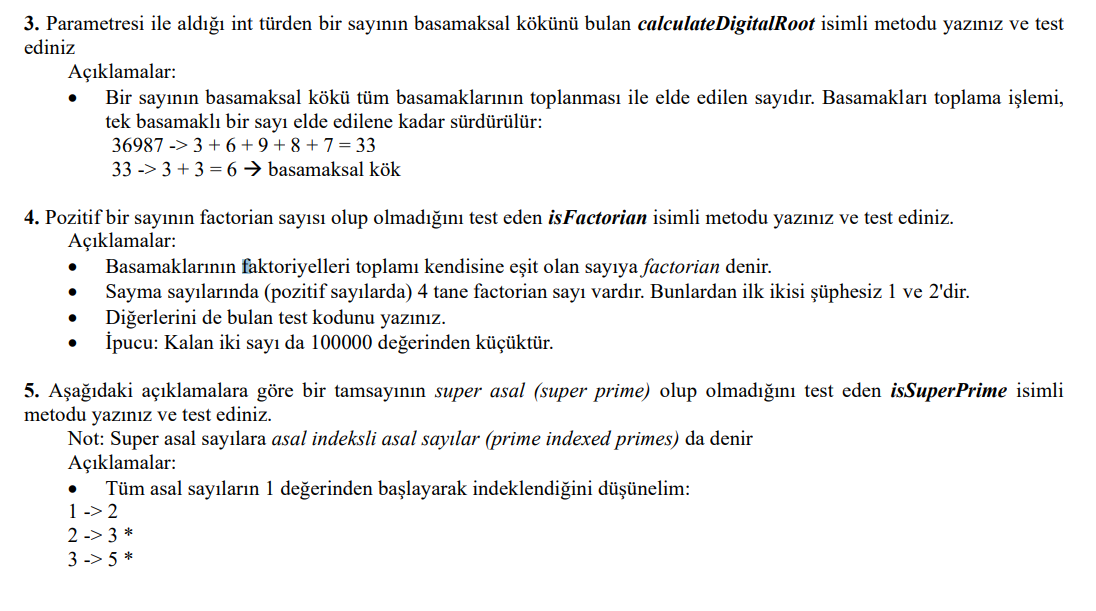 3. Parametresi ile aldığı int türden bir sayının basamaksal kökünü bulan calculateDigitalRoot isimli metodu yazınız ve test
ediniz
Açıklamalar:
• Bir sayının basamaksal kökü tüm basamaklarının toplanması ile elde edilen sayıdır. Basamakları toplama işlemi,
tek basamaklı bir sayı elde edilene kadar sürdürülür:
36987 -> 3 + 6 + 9 + 8 + 7 = 33
33 -> 3 + 3 = 6 → basamaksal kök
4. Pozitif bir sayının factorian sayısı olup olmadığını test eden isFactorian isimli metodu yazınız ve test ediniz.
Açıklamalar:
• Basamaklarının faktoriyelleri toplamı kendisine eşit olan sayıya factorian denir.
• Sayma sayılarında (pozitif sayılarda) 4 tane factorian sayı vardır. Bunlardan ilk ikisi şüphesiz 1 ve 2'dir.
• Diğerlerini de bulan test kodunu yazınız.
• İpucu: Kalan iki sayı da 100000 değerinden küçüktür.
5. Aşağıdaki açıklamalara göre bir tamsayının super asal (super prime) olup olmadığını test eden isSuperPrime isimli
metodu yazınız ve test ediniz.
Not: Super asal sayılara asal indeksli asal sayılar (prime indexed primes) da denir
Açıklamalar:
• Tüm asal sayıların 1 değerinden başlayarak indeklendiğini düşünelim:
1 -> 2
2 -> 3 *
3 -> 5 *